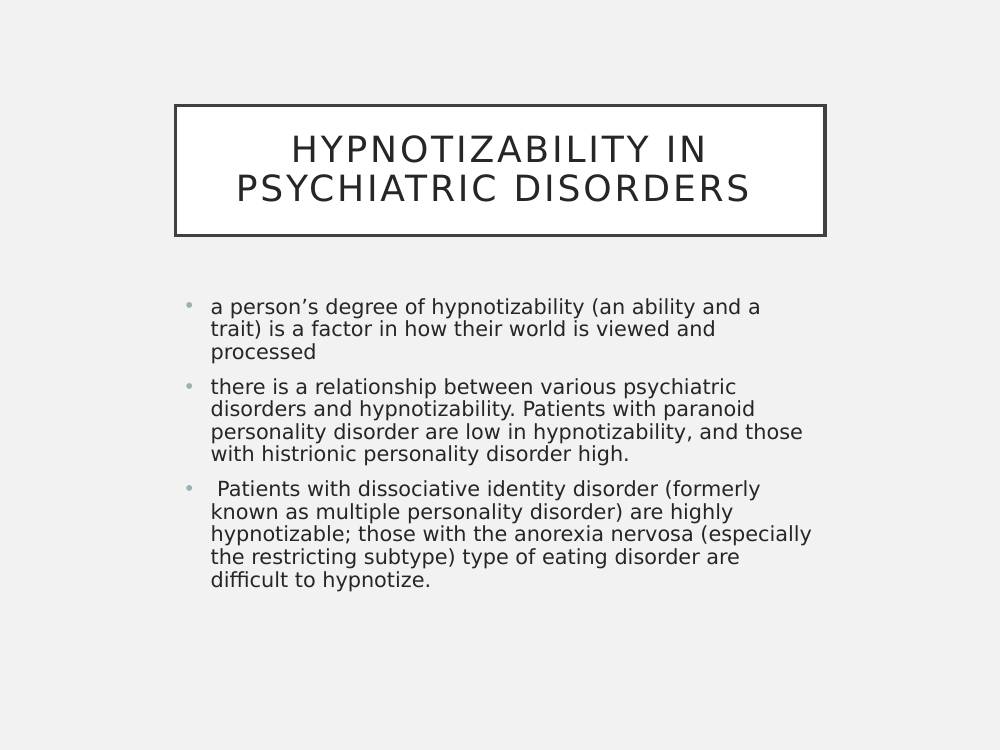 HYPNOTIZABILITY IN
PSYCHIATRIC DISORDERS
• a person’s degree of hypnotizability (an ability and a
trait) is a factor in how their world is viewed and
processed
• there is a relationship between various psychiatric
disorders and hypnotizability. Patients with paranoid
personality disorder are low in hypnotizability, and those
with histrionic personality disorder high.
• Patients with dissociative identity disorder (formerly
known as multiple personality disorder) are highly
hypnotizable; those with the anorexia nervosa (especially
the restricting subtype) type of eating disorder are
difficult to hypnotize.